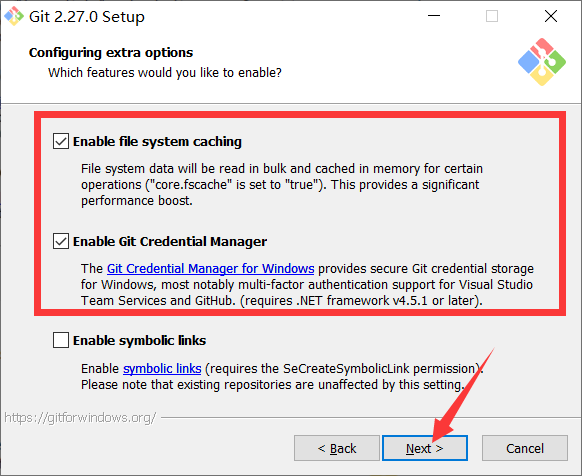 Git 2.27.0 Setup
Configuring extra options
Which features would you like to enable?
Enable file system caching
File system data will be read in bulk and cached in memory for certain
operations ("core.fscache" is set to "true"). This provides a significant
performance boost.
Enable Git Credential Manager
The Git Credential Manager for Windows provides secure Git credential storage
for Windows, most notably multi-factor authentication support for Visual Studio
Team Services and GitHub. (requires .NET framework v4.5.1 or later).
Enable symbolic links
Enable symbolic links (requires the SeCreateSymbolicLink permission).
Please note that existing repositories are unaffected by this setting.
https://gitforwindows.org/
< Back
Next >
Cancel